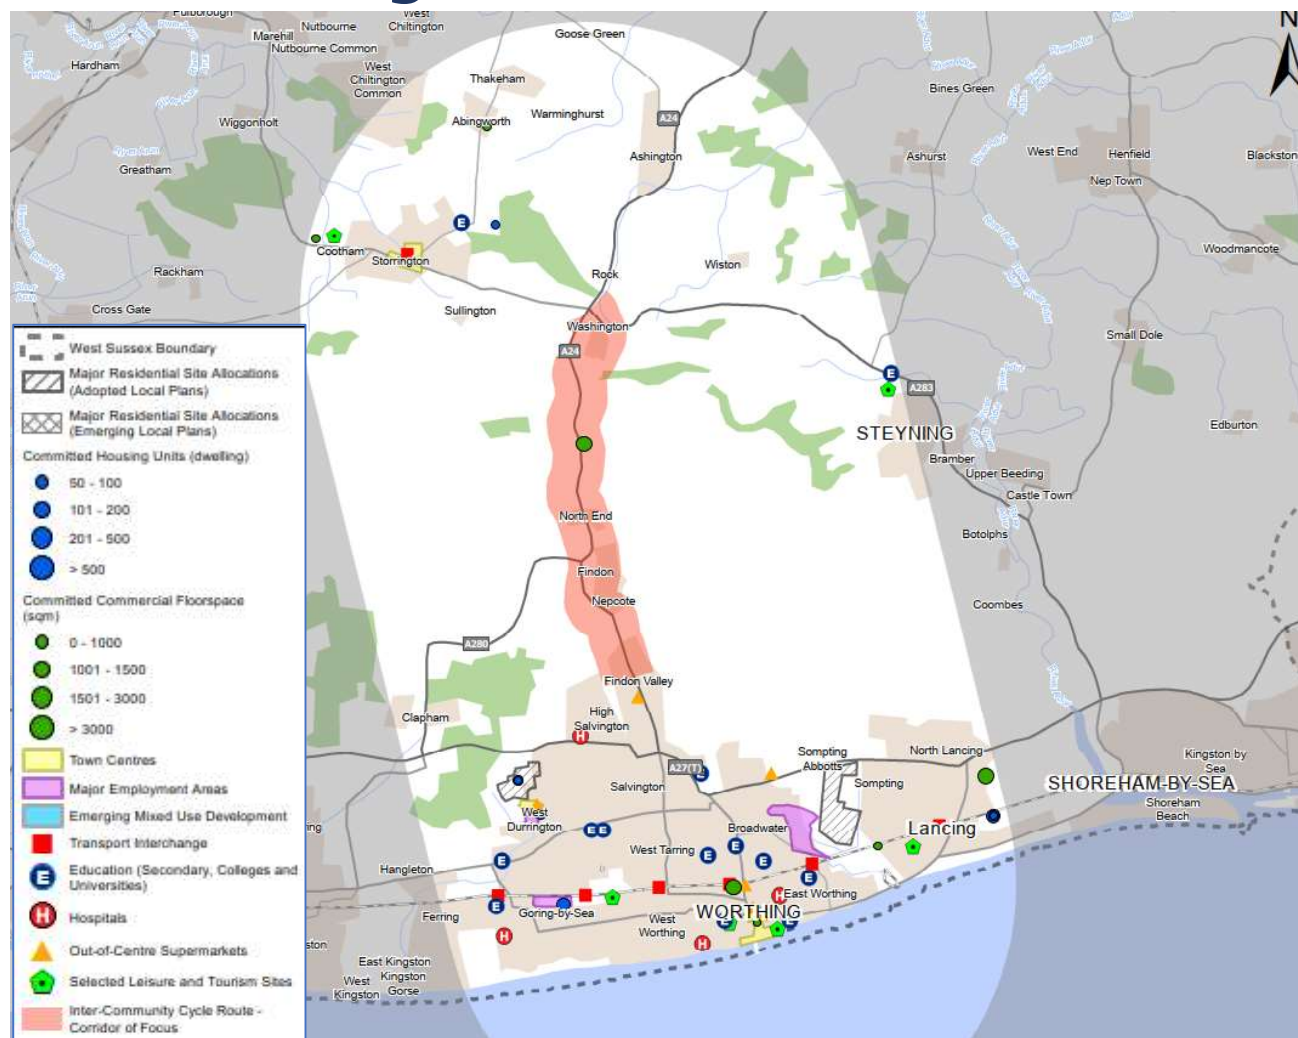 Pulborough
Nutbourne
West
Chiltington
Marehill
Nutbourne Common
Goose Green
N
Hardham
West
Chiltington
Common
Thakeham
Bines Green
Wiggonholt
Abingworth
Warminghurst
A24
Greatham
Ashington
Ashurst
West End
Henfield
Blackston
Nep Town
E
Cootham
Storrington
Woodmancote
Rackham
Rock
Wiston
Cross Gate
Sullington
Washington
Small Dole
A24
E
A283
STEYNING
Edburton
Bramber
Upper Beeding
Castle Town
North End
Botolphs
Findon
Nepcote
Coombes
A280
Findon Valley
Clapham
High
Salvington
H
Sompting
Abbotts
North Lancing
Kingston by
Sea
A27(T)
E
Salvington
Sompting
SHOREHAM-BY-SEA
Shoreham
Beach
West
Durrington
Broadwater
Lancing
E
E
E
West Tarring
E
E
E
Hangleton
E
H
East Worthing
E
Goring-by-Sea
Ferring
West
Worthing
WORTHING
E
E
H
H
East Kingston
West
Kingston
Kingston
Gorse
West Sussex Boundary
Major Residential Site Allocations
(Adopted Local Plans)
Major Residential Site Allocations
(Emerging Local Plans)
Committed Housing Units (dwelling)
50 - 100
101 - 200
201 - 500
> 500
Committed Commercial Floorspace
(sqm)
0 - 1000
1001 - 1500
1501 - 3000
> 3000
Town Centres
Major Employment Areas
Emerging Mixed Use Development
Transport Interchange
E
Education (Secondary, Colleges and
Universities)
H
Hospitals
Out-of-Centre Supermarkets
Selected Leisure and Tourism Sites
Inter-Community Cycle Route -
Corridor of Focus